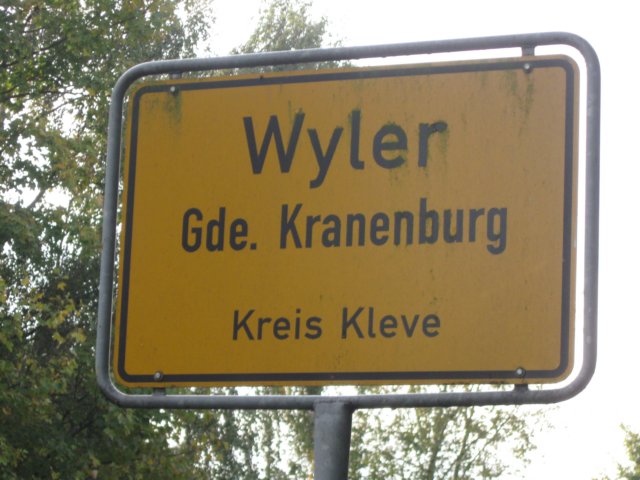 Wyler
Gde. Kranenburg
Kreis Kleve